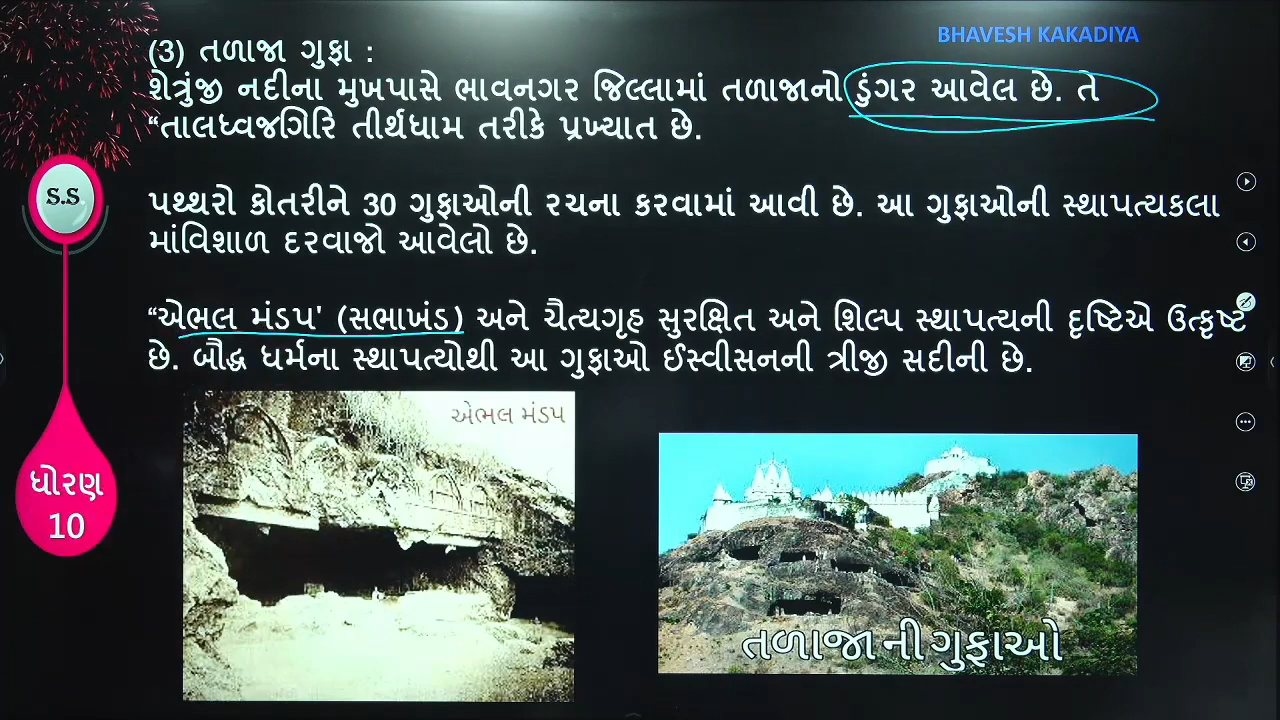 BHAVESH KAKADIYA
(3) તળાજા ગુફા :
શેત્રુંજી નદીના મુખપાસે ભાવનગર જિલ્લામાં તળાજાનો ડુંગર આવેલ છે. તે
“તાલધ્વજગિરિ તીર્થધામ તરીકે પ્રખ્યાત છે.
S.S
પથ્થરો કોતરીને 30 ગુફાઓની રચના કરવામાં આવી છે. આ ગુફાઓની સ્થાપત્યકલા
માંવિશાળ દરવાજો આવેલો છે.
“એભલ મંડપ' (સભાખંડ) અને ચૈત્યગૃહ સુરક્ષિત અને શિલ્પ સ્થાપત્યની દૃષ્ટિએ ઉત્કૃષ્ટ
છે. બૌદ્ધ ધર્મના સ્થાપત્યોથી આ ગુફાઓ ઈસ્વીસનની ત્રીજી સદીની છે.
એભલ મંડપ
ધોરણ
10
તળાજા ની ગુફાઓ